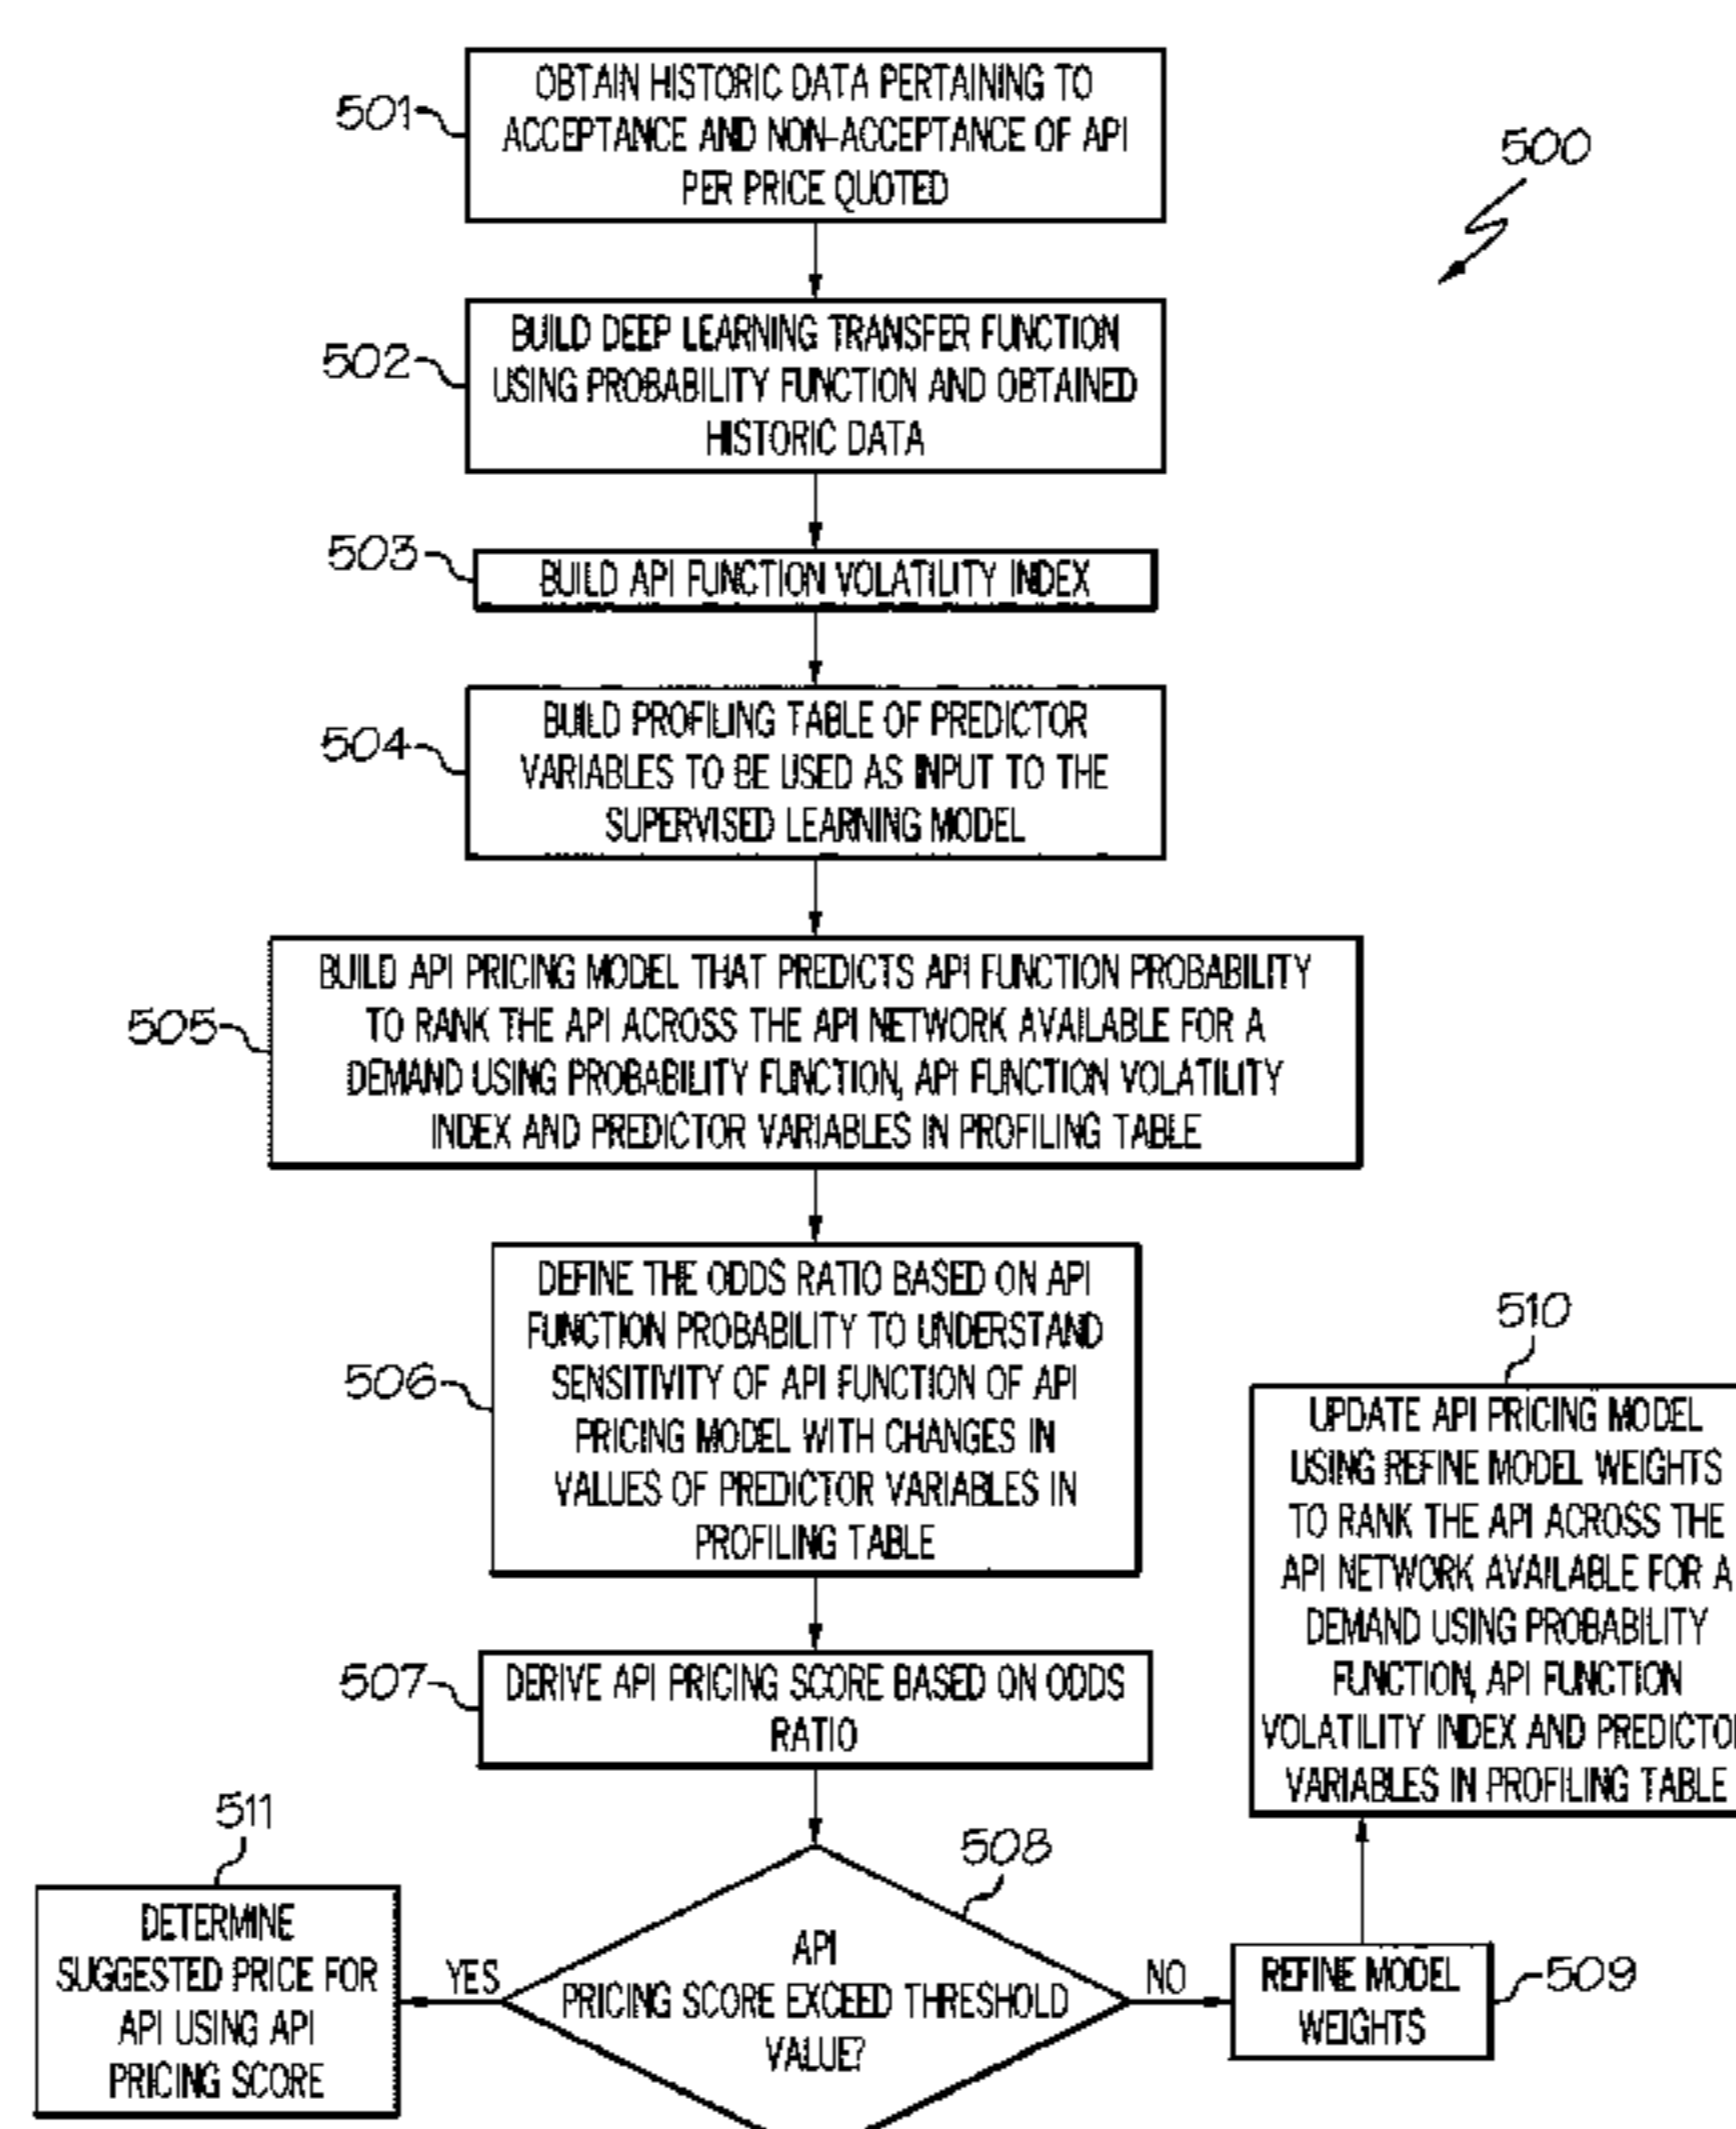 501
OBTAIN HISTORIC DATA PERTAINING TO
ACCEPTANCE AND NON-ACCEPTANCE OF API
PER PRICE QUOTED
500
502
BUILD DEEP LEARNING TRANSFER FUNCTION
USING PROBABILITY FUNCTION AND OBTAINED
HISTORIC DATA
503
BUILD API FUNCTION VOLATILITY INDEX
504
BUILD PROFILING TABLE OF PREDICTOR
VARIABLES TO BE USED AS INPUT TO THE
SUPERVISED LEARNING MODEL
505
BUILD API PRICING MODEL THAT PREDICTS API FUNCTION PROBABILITY
TO RANK THE API ACROSS THE API NETWORK AVAILABLE FOR A
DEMAND USING PROBABILITY FUNCTION, API FUNCTION VOLATILITY
INDEX AND PREDICTOR VARIABLES IN PROFILING TABLE
506
DEFINE THE ODDS RATIO BASED ON API
FUNCTION PROBABILITY TO UNDERSTAND
SENSITIVITY OF API FUNCTION OF API
PRICING MODEL WITH CHANGES IN
VALUES OF PREDICTOR VARIABLES IN
PROFILING TABLE
507
DERIVE API PRICING SCORE BASED ON ODDS
RATIO
508
API
PRICING SCORE EXCEED THRESHOLD
VALUE?
YES
511
DETERMINE
SUGGESTED PRICE FOR
API USING API
PRICING SCORE
NO
REFINE MODEL
WEIGHTS
509
510
UPDATE API PRICING MODEL
USING REFINE MODEL WEIGHTS
TO RANK THE API ACROSS THE
API NETWORK AVAILABLE FOR A
DEMAND USING PROBABILITY
FUNCTION, API FUNCTION
VOLATILITY INDEX AND
VARIABLES IN PROFILING TABLE